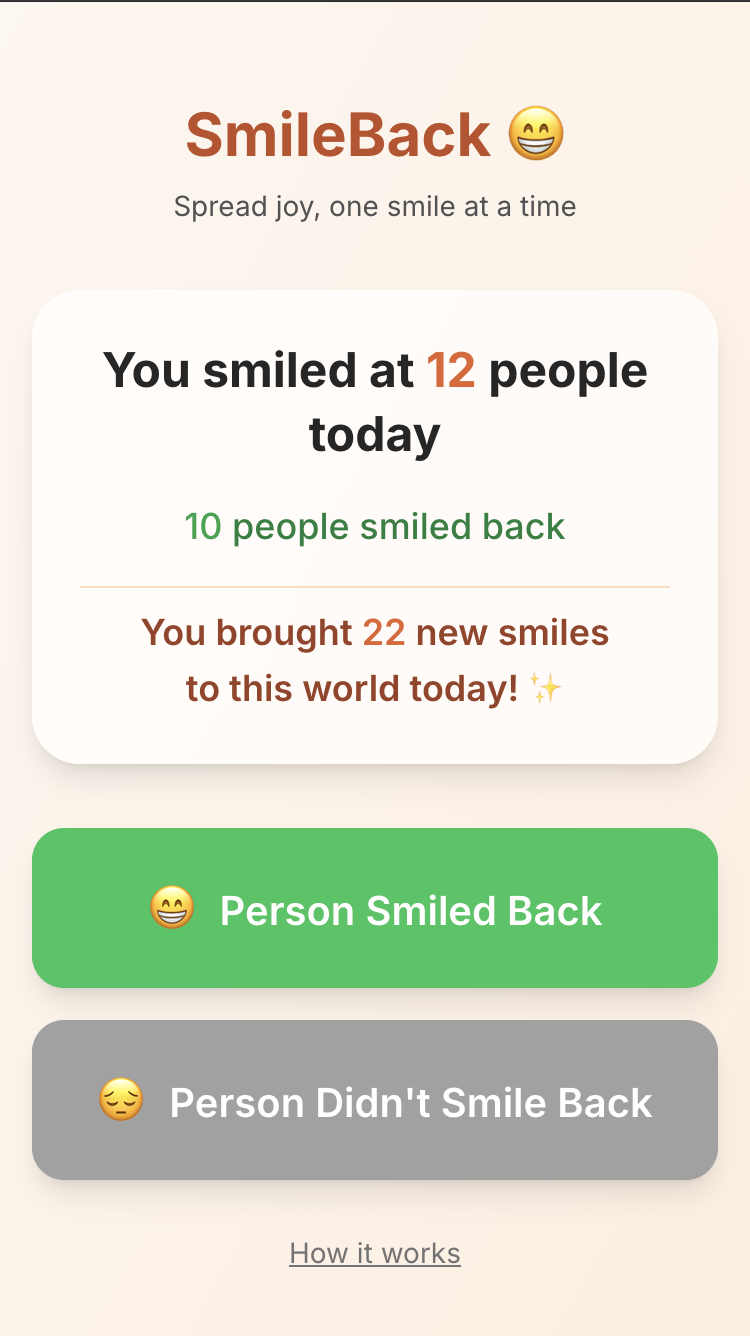 SmileBack 😁
Spread joy, one smile at a time
You smiled at 12 people
today
10 people smiled back
You brought 22 new smiles
to this world today! ✨
😁 Person Smiled Back
😔 Person Didn't Smile Back
How it works